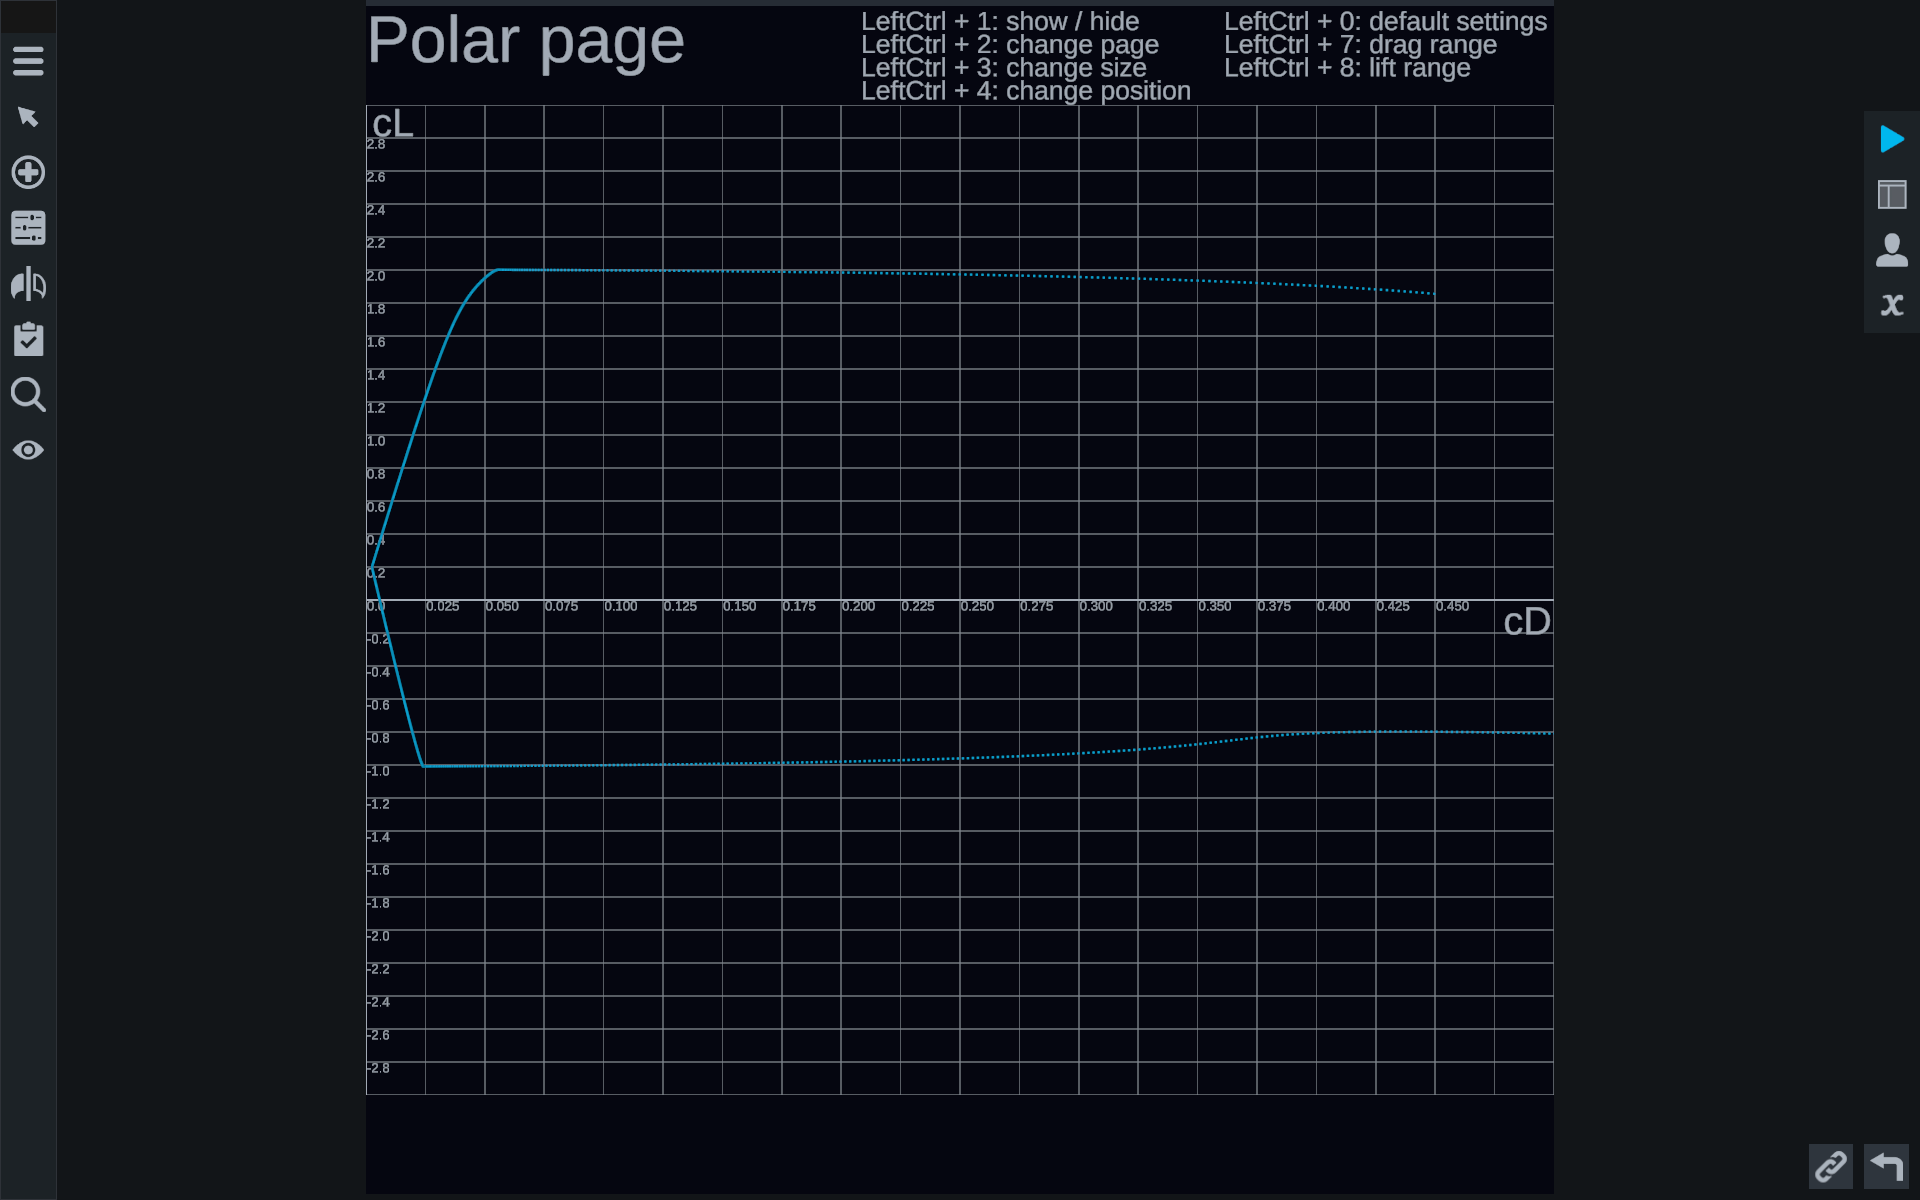 Polar page
LeftCtrl + 1: show / hide
LeftCtrl + 2: change page
LeftCtrl + 3: change size
LeftCtrl + 4: change position
LeftCtrl + 0: default settings
LeftCtrl + 7: drag range
LeftCtrl + 8: lift range
cL
2.8
2.6
2.4
2.2
2.0
1.8
1.6
1.4
1.2
1.0
0.8
0.6
0.4
0.2
0.0 0.025 0.050 0.075 0.100 0.125 0.150 0.175 0.200 0.225 0.250 0.275 0.300 0.325 0.350 0.375 0.400 0.425 0.450
cD
-0.2
-0.4
-0.6
-0.8
-1.0
-1.2
-1.4
-1.6
-1.8
-2.0
-2.2
-2.4
-2.6
-2.8
x